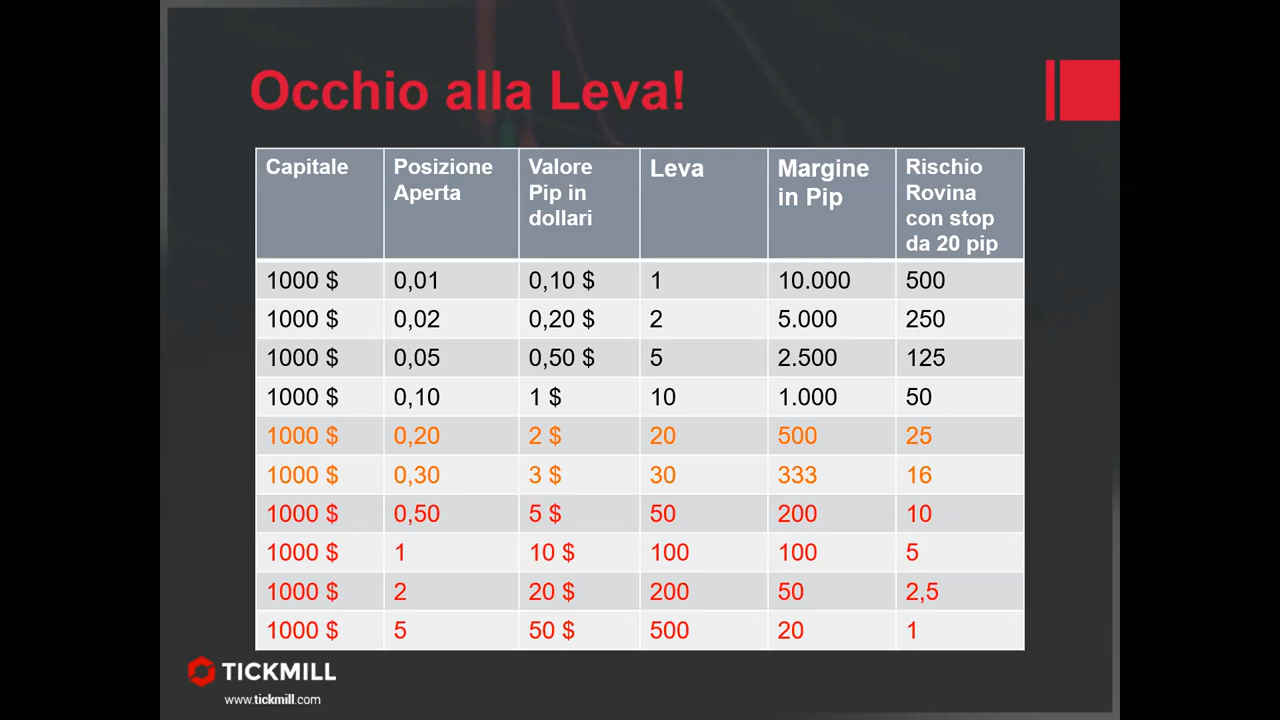 Occhio alla Leva!
Capitale Posizione Aperta Valore Pip in dollari Leva Margine in Pip Rischio Rovina con stop da 20 pip
1000 $ 0,01 0,10 $ 1 10.000 500
1000 $ 0,02 0,20 $ 2 5.000 250
1000 $ 0,05 0,50 $ 5 2.500 125
1000 $ 0,10 1 $ 10 1.000 50
1000 $ 0,20 2 $ 20 500 25
1000 $ 0,30 3 $ 30 333 16
1000 $ 0,50 5 $ 50 200 10
1000 $ 1 10 $ 100 100 5
1000 $ 2 20 $ 200 50 2,5
1000 $ 5 50 $ 500 20 1
TICKMILL
www.tickmill.com